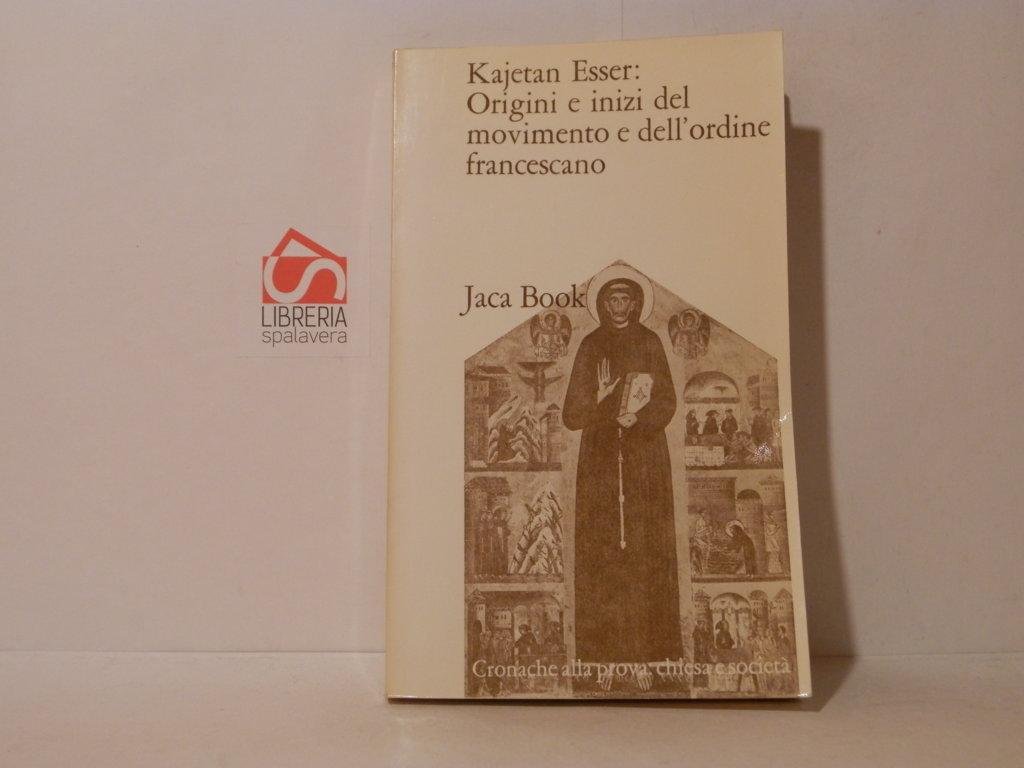 Kajetan Esser:
Origini e inizi del
movimento e dell'ordine
francescano
Jaca Book
Cronache alla prova: chiesa e società
LIBRERIA
spalavera